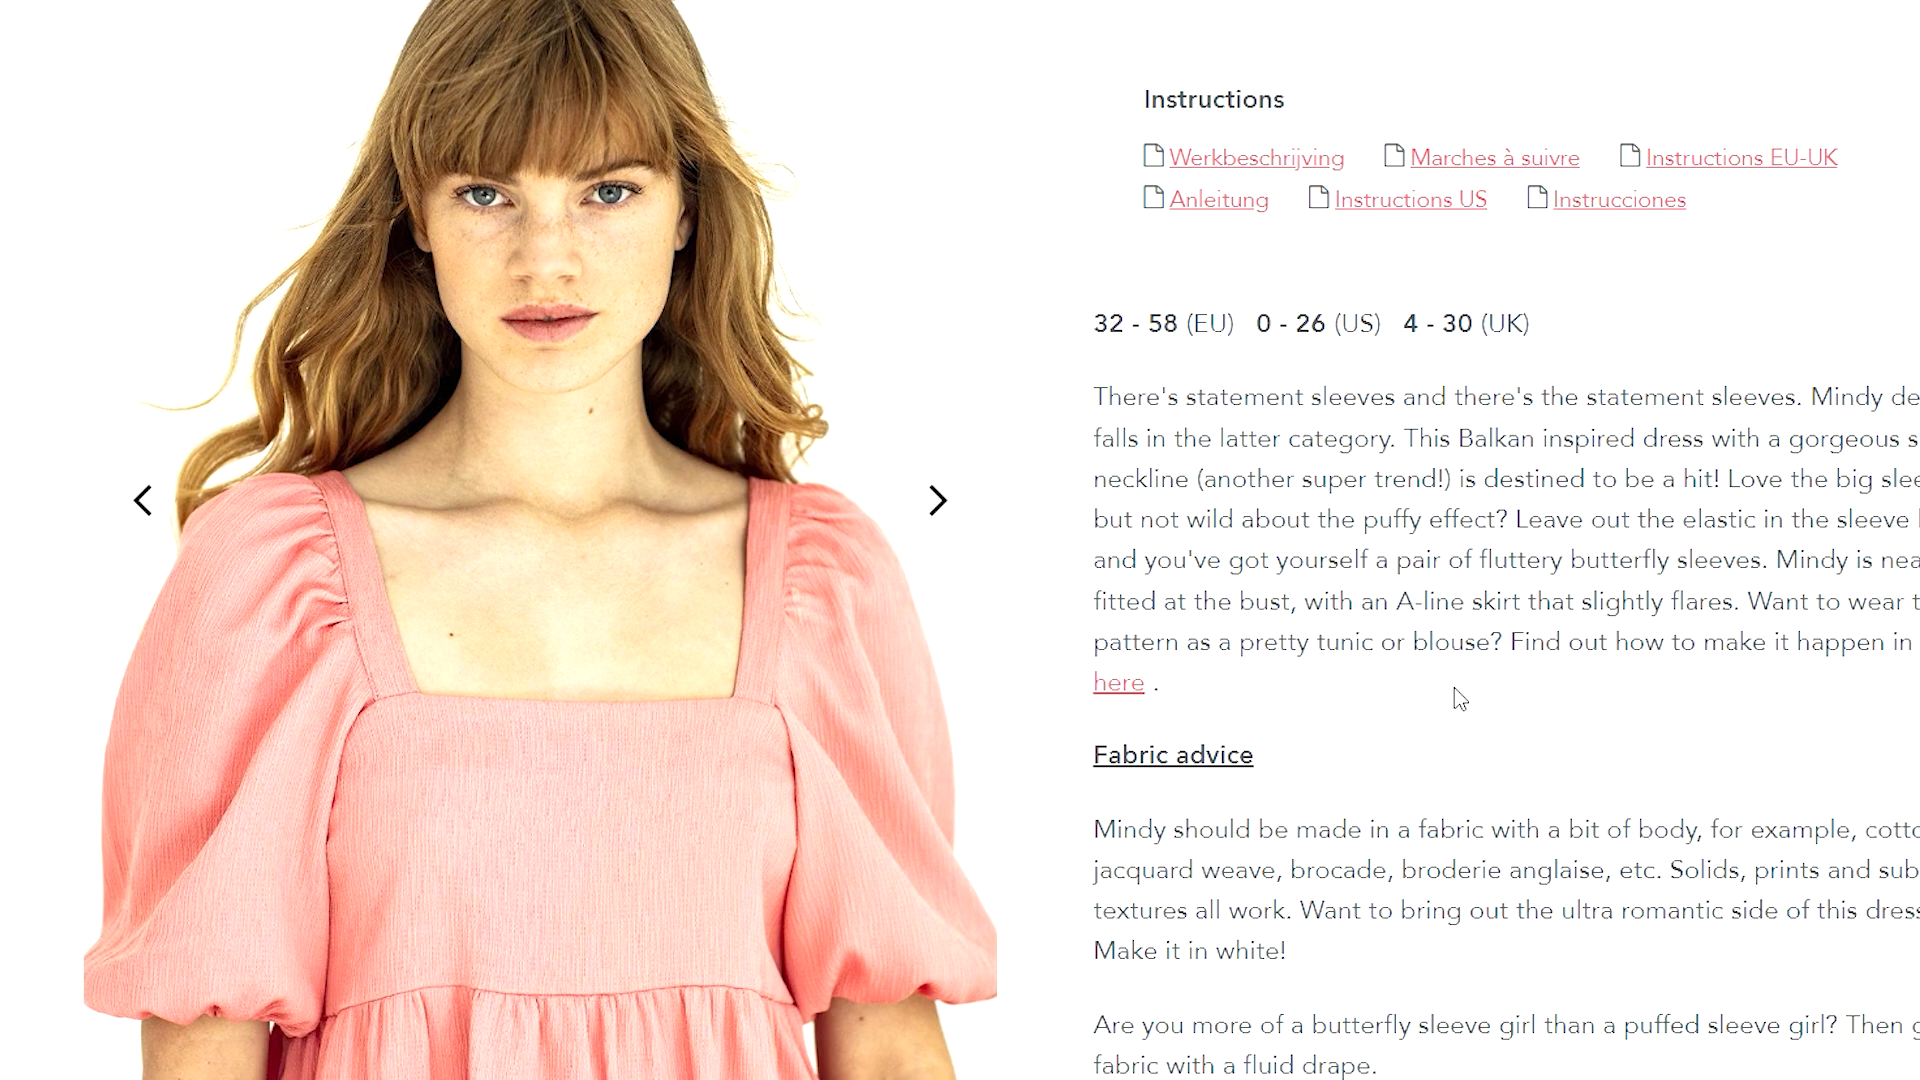 Instructions
Werkbeschrijving Marches à suivre Instructions EU-UK
Anleitung Instructions US Instrucciones
32 - 58 (EU) 0 - 26 (US) 4 - 30 (UK)
There's statement sleeves and there's the statement sleeves. Mindy de
falls in the latter category. This Balkan inspired dress with a gorgeous s
neckline (another super trend!) is destined to be a hit! Love the big slee
but not wild about the puffy effect? Leave out the elastic in the sleeve
and you've got yourself a pair of fluttery butterfly sleeves. Mindy is nea
fitted at the bust, with an A-line skirt that slightly flares. Want to wear t
pattern as a pretty tunic or blouse? Find out how to make it happen in
here .
Fabric advice
Mindy should be made in a fabric with a bit of body, for example, cotto
jacquard weave, brocade, broderie anglaise, etc. Solids, prints and sub
textures all work. Want to bring out the ultra romantic side of this dress
Make it in white!
Are you more of a butterfly sleeve girl than a puffed sleeve girl? Then g
fabric with a fluid drape.